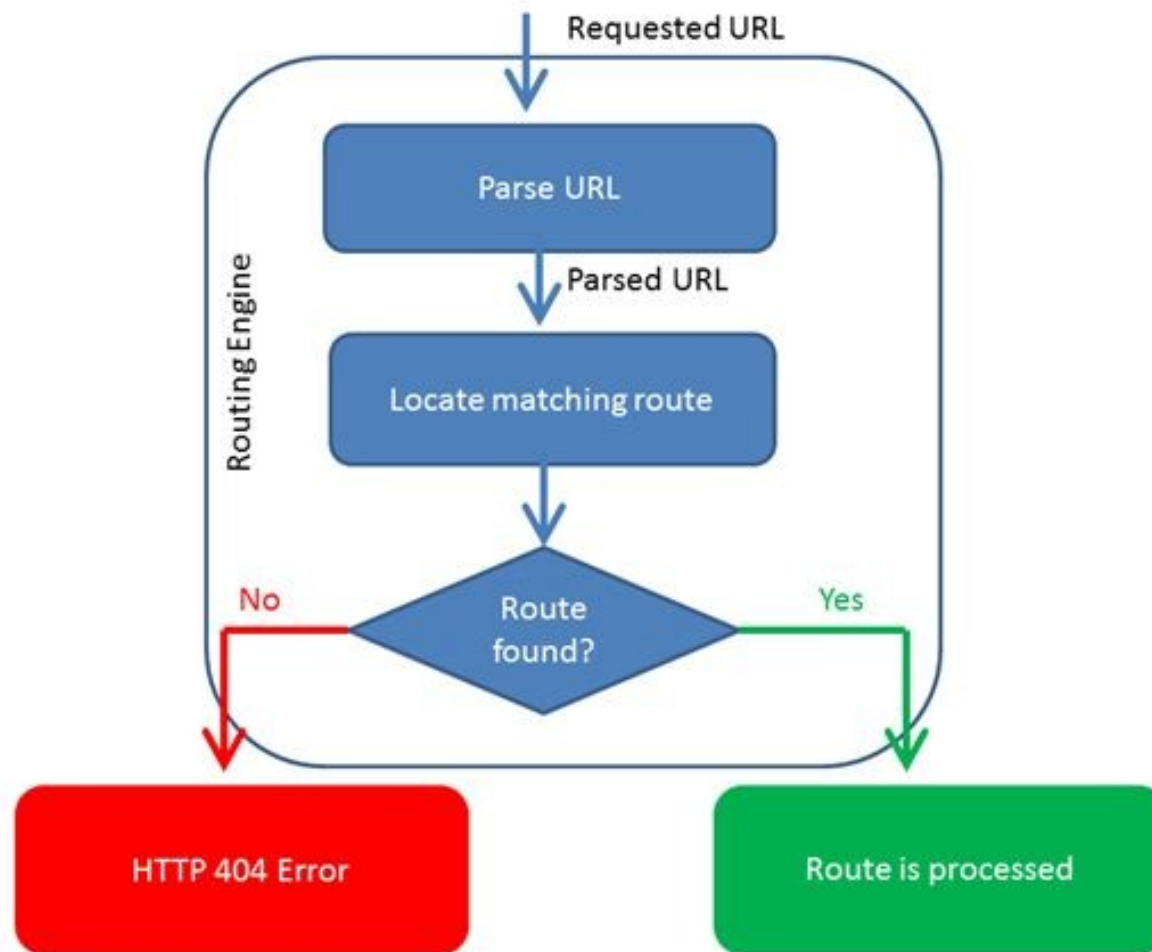 Requested URL
Parse URL
Parsed URL
Routing Engine
Locate matching route
No
Route
found?
Yes
HTTP 404 Error
Route is processed